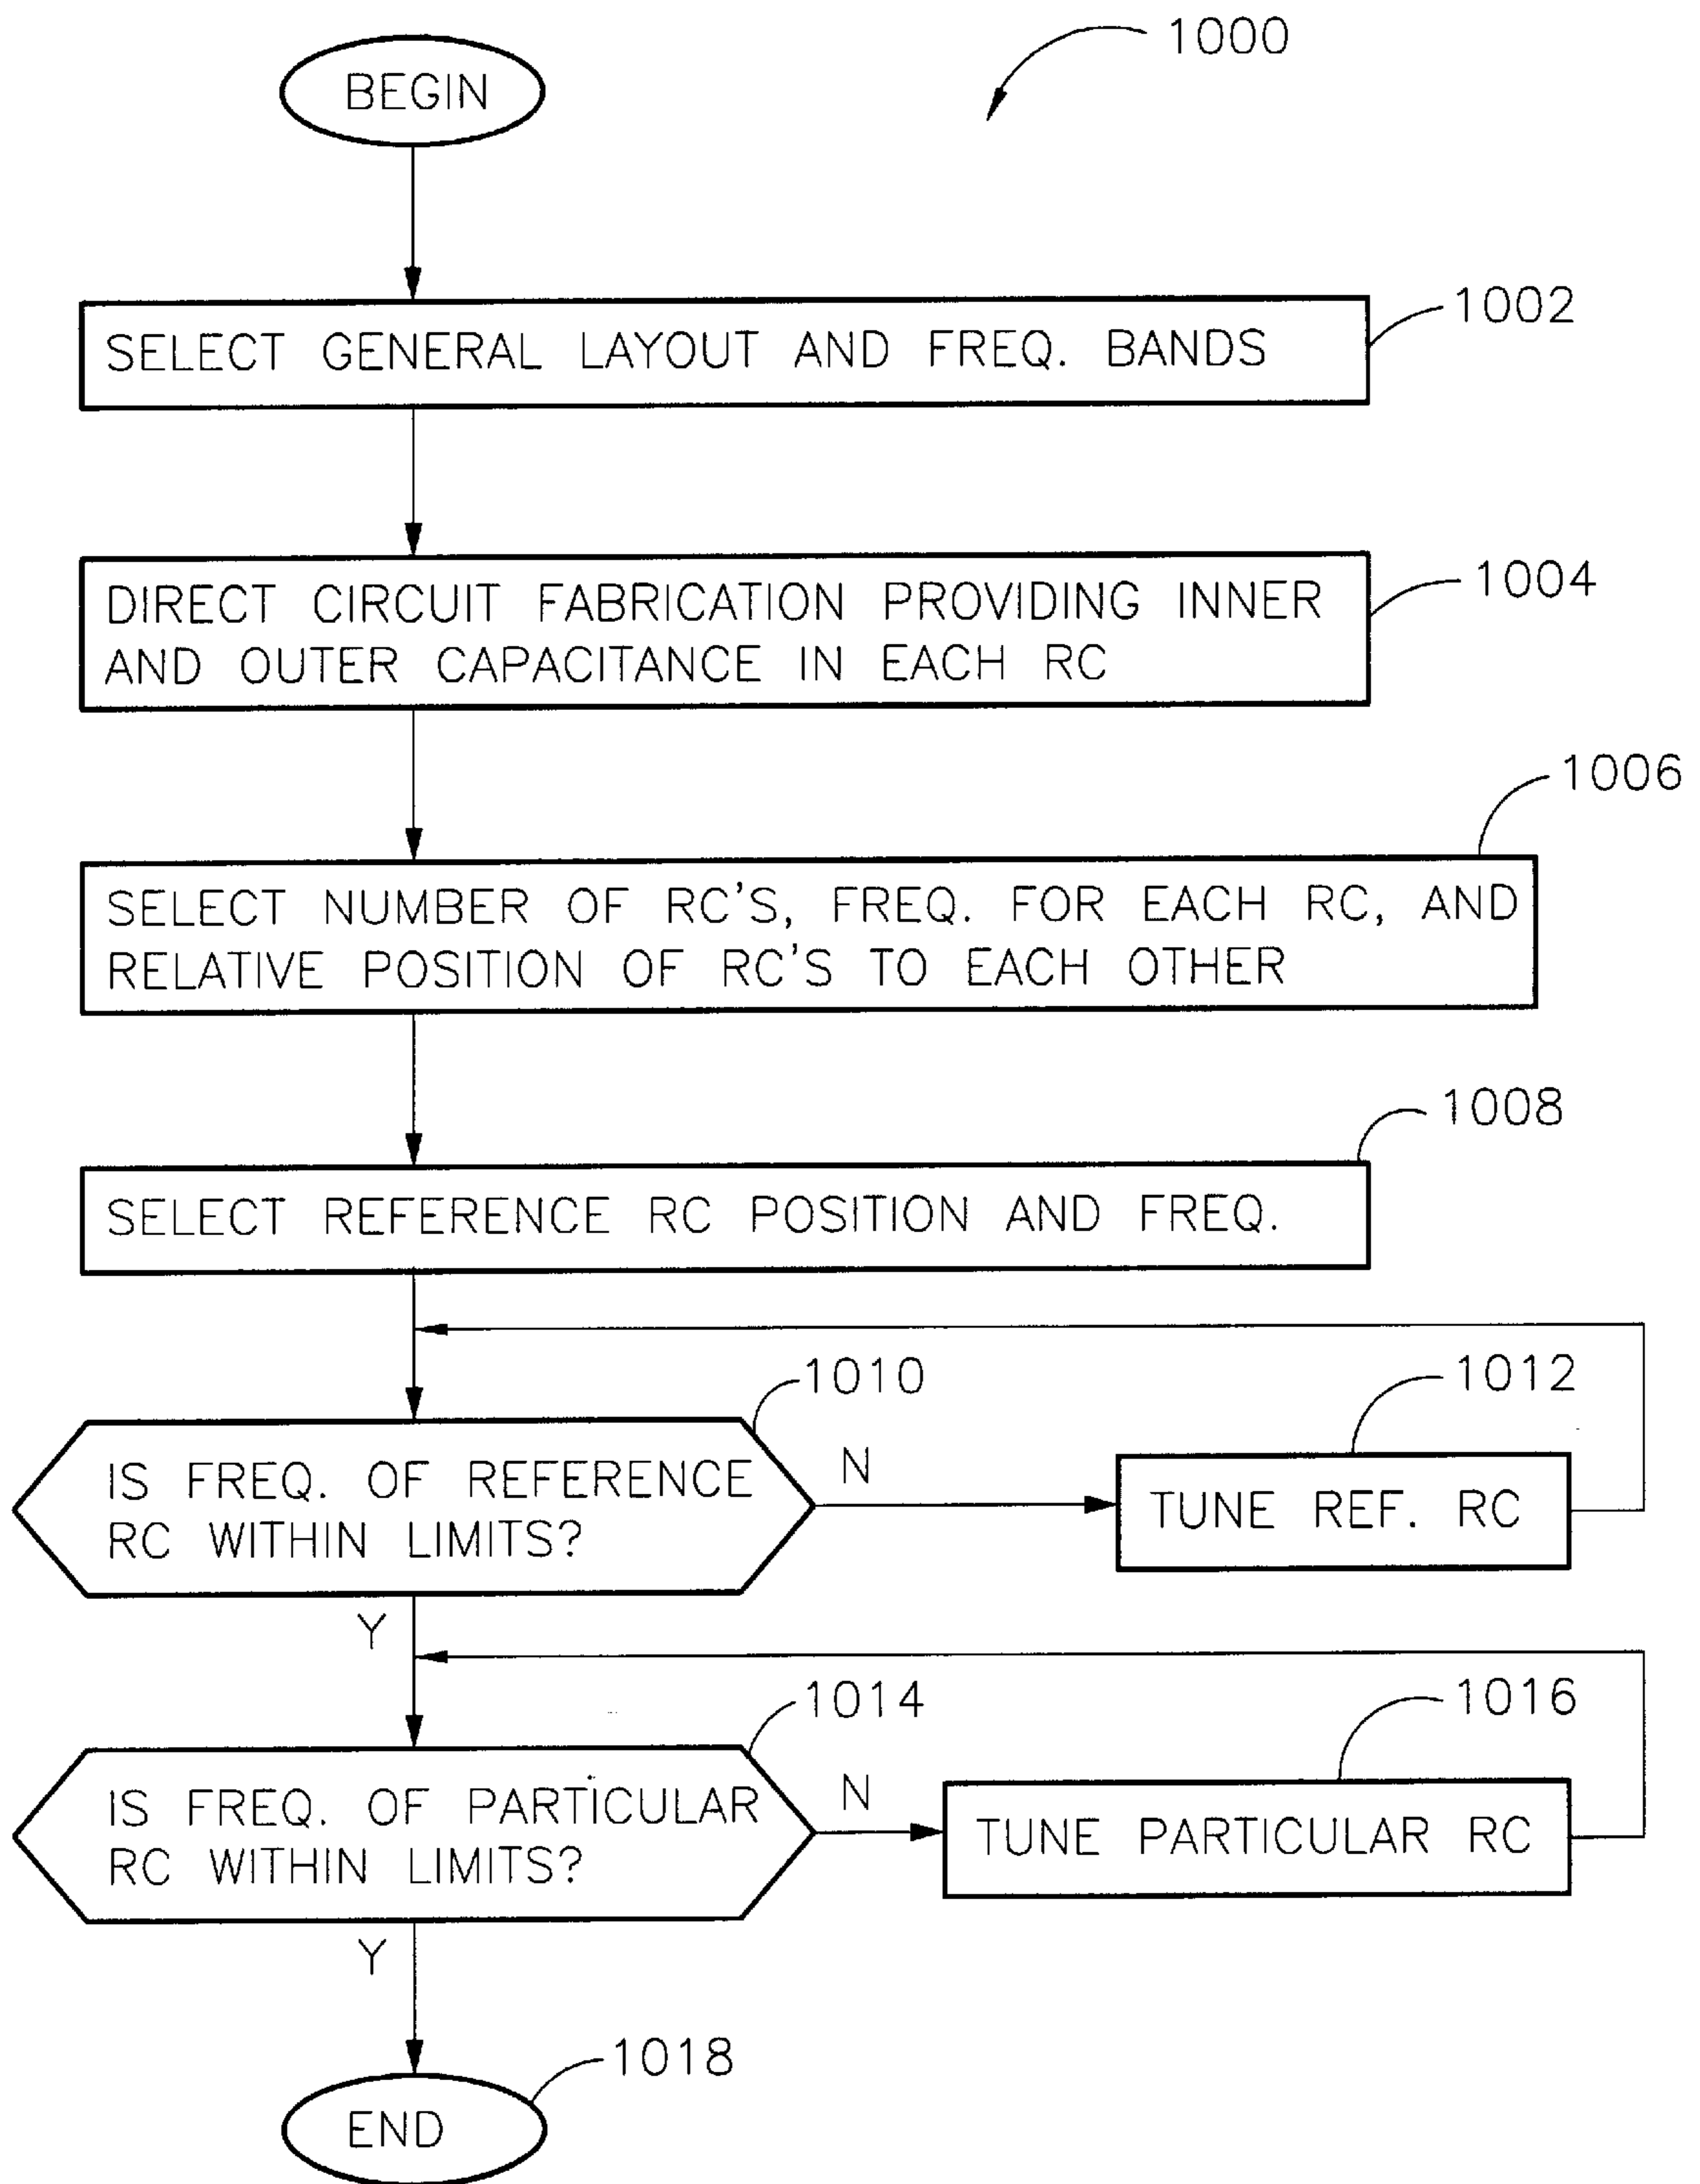 1000
BEGIN
1002
SELECT GENERAL LAYOUT AND FREQ. BANDS
1004
DIRECT CIRCUIT FABRICATION PROVIDING INNER
AND OUTER CAPACITANCE IN EACH RC
1006
SELECT NUMBER OF RC'S, FREQ. FOR EACH RC, AND
RELATIVE POSITION OF RC'S TO EACH OTHER
1008
SELECT REFERENCE RC POSITION AND FREQ.
1010
1012
IS FREQ. OF REFERENCE
RC WITHIN LIMITS?
N
TUNE REF. RC
Y
1014
1016
IS FREQ. OF PARTICULAR
RC WITHIN LIMITS?
N
TUNE PARTICULAR RC
Y
1018
END